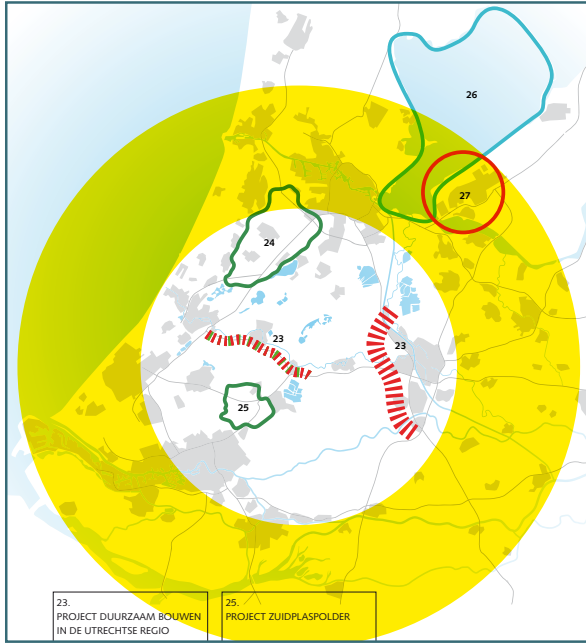 26
27
24
23
23
25
23.
PROJECT DUURZAAM BOUWEN
IN DE UTRECHTSE REGIO
25.
PROJECT ZUIDPLASPOLDER